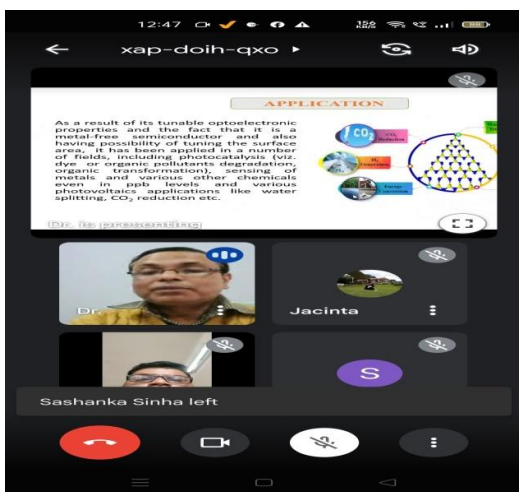 12:47
156
KB/S
xap-doih-qxo
APPLICATION
As a result of its tunable optoelectronic
properties and the fact that it is a
metal-free semiconductor and also
having possibility of tuning the surface
area, it has been applied in a number
of fields, including photocatalysis (viz.
dye or organic pollutants degradation,
organic transformation), sensing of
metals and various other chemicals
even in ppb levels and various
photovoltaics applications like water
splitting, CO₂ reduction etc.
CO₂
Dr. is presenting
Dr.
Jacinta
S
Sashanka Sinha left